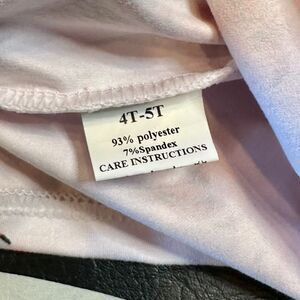 4T-5T
93% polyester
7%Spandex
CARE INSTRUCTIONS